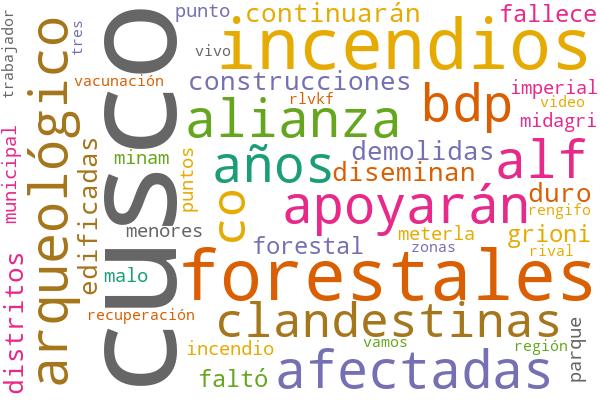 cusco
incendios
forestales
arqueológico
alianza
bdp
años
alf
apoyarán
clandestinas
afectadas
co
continuarán
fallece
punto
vivo
tres
trabajador
vacunación
construcciones
imperial
rlvkf
video
midagri
demolidas
minam
diseminan
duro
rengifo
puntos
edificadas
municipal
distritos
menores
forestal
meterla
grioni
zonas
rival
malo
recuperación
incendio
vamos
región
faltó
parque